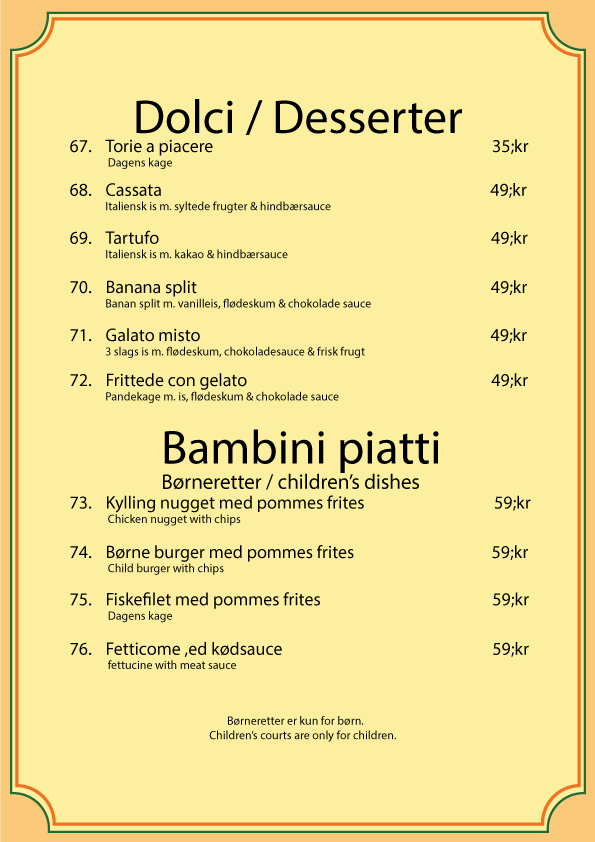 Dolci / Desserter
67. Torie a piacere 35;kr
Dagens kage
68. Cassata 49;kr
Italiensk is m. syltede frugter & hindbærsauce
69. Tartufo 49;kr
Italiensk is m. kakao & hindbærsauce
70. Banana split 49;kr
Banan split m. vanilleis, flødeskum & chokolade sauce
71. Galato misto 49;kr
3 slags is m. flødeskum, chokoladesauce & frisk frugt
72. Frittede con gelato 49;kr
Pandekage m. is, flødeskum & chokolade sauce
Bambini piatti
Børneretter / children’s dishes
73. Kylling nugget med pommes frites 59;kr
Chicken nugget with chips
74. Børne burger med pommes frites 59;kr
Child burger with chips
75. Fiskefilet med pommes frites 59;kr
Dagens kage
76. Fetticome ,ed kødsauce 59;kr
fettucine with meat sauce
Børneretter er kun for børn.
Children’s courts are only for children.